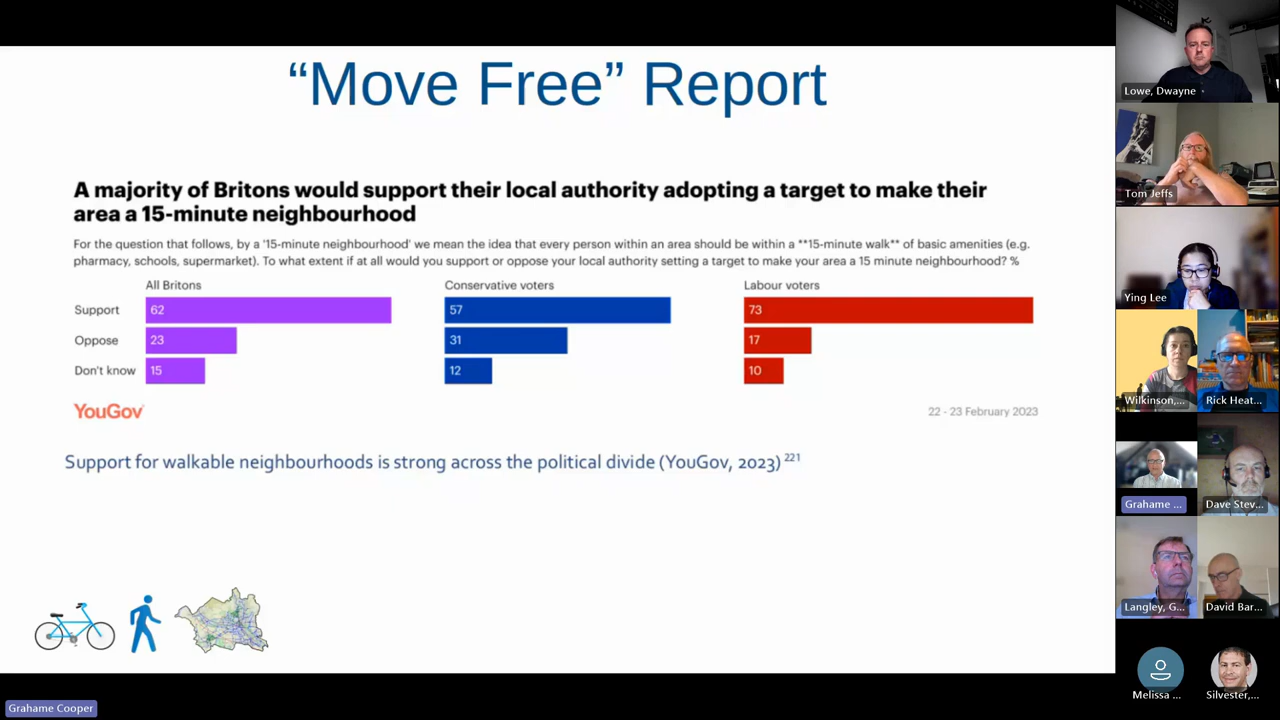 “Move Free” Report
A majority of Britons would support their local authority adopting a target to make their
area a 15-minute neighbourhood
For the question that follows, by a '15-minute neighbourhood' we mean the idea that every person within an area should be within a **15-minute walk** of basic amenities (e.g.
pharmacy, schools, supermarket). To what extent if at all would you support or oppose your local authority setting a target to make your area a 15 minute neighbourhood? %
All Britons Conservative voters Labour voters
Support 62 57 73
Oppose 23 31 17
Don't know 15 12 10
YouGov 22 - 23 February 2023
Support for walkable neighbourhoods is strong across the political divide (YouGov, 2023) 221
Grahame Cooper
Lowe, Dwayne
Tom Jeffs
Ying Lee
Wilkinson,... Rick Heat...
Grahame ... Dave Stev...
Langley, G... David Bar...
Melissa ... Silvester,...